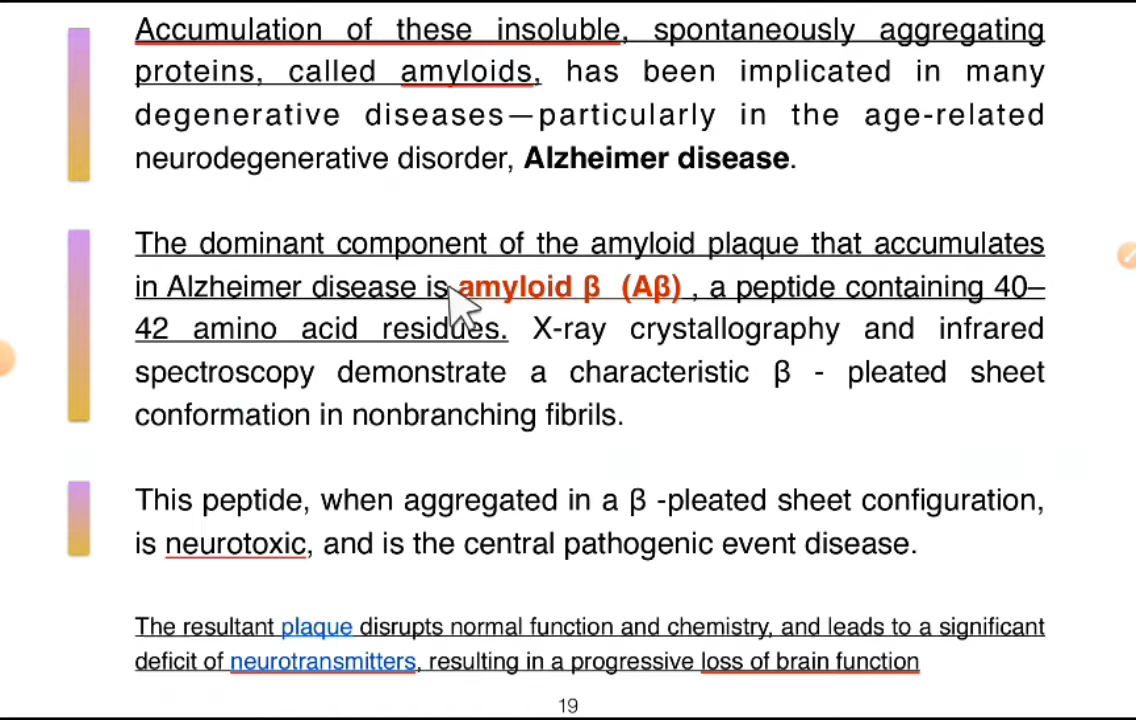 Accumulation of these insoluble, spontaneously aggregating
proteins, called amyloids, has been implicated in many
degenerative diseases—particularly in the age-related
neurodegenerative disorder, Alzheimer disease.
The dominant component of the amyloid plaque that accumulates
in Alzheimer disease is amyloid β (Aβ) , a peptide containing 40–
42 amino acid residues. X-ray crystallography and infrared
spectroscopy demonstrate a characteristic β - pleated sheet
conformation in nonbranching fibrils.
This peptide, when aggregated in a β -pleated sheet configuration,
is neurotoxic, and is the central pathogenic event disease.
The resultant plaque disrupts normal function and chemistry, and leads to a significant
deficit of neurotransmitters, resulting in a progressive loss of brain function
19